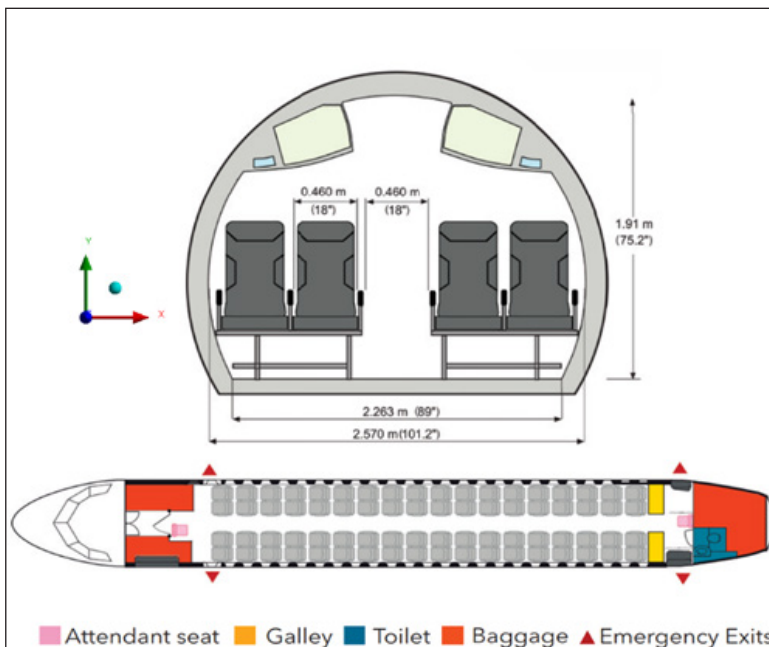 0.460 m 0.460 m
(18") (18")
1.91 m
(75.2")
Y
X
2.263 m (89")
2.570 m(101.2")
Attendant seat Galley Toilet Baggage Emergency Exits